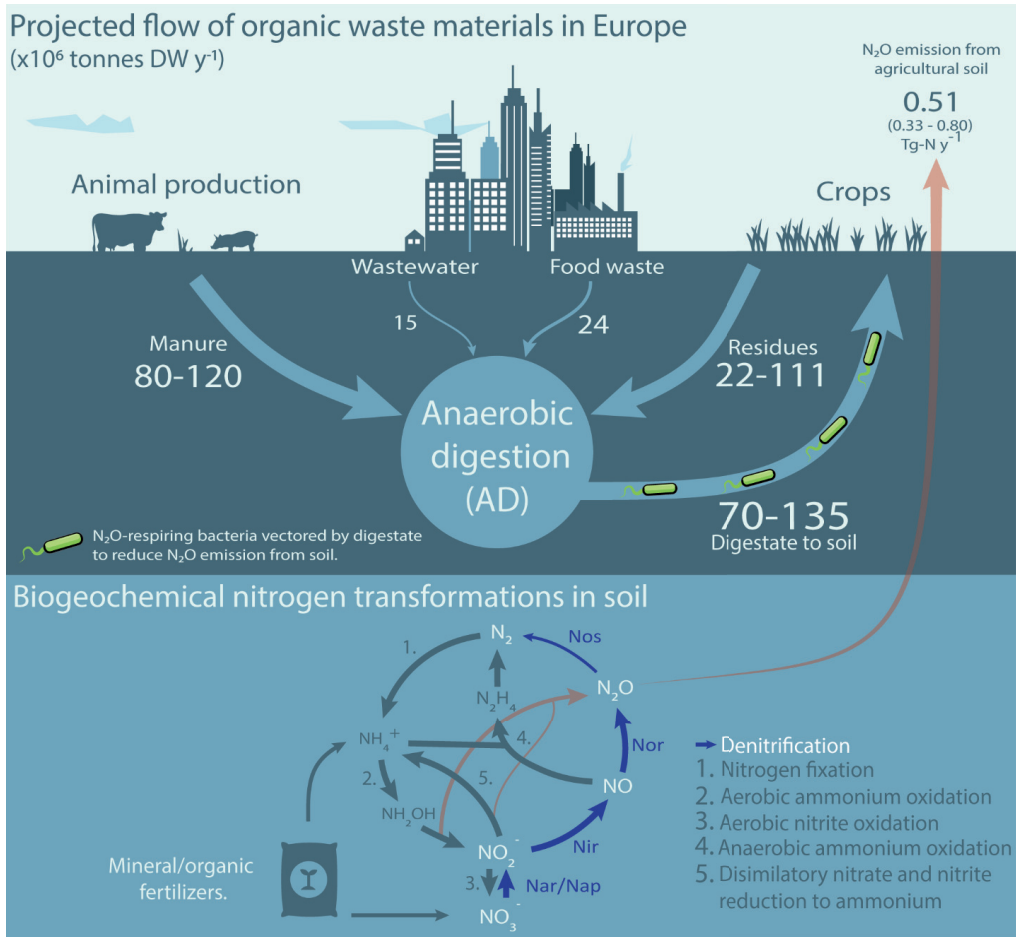 Projected flow of organic waste materials in Europe
(x10⁶ tonnes DW y⁻¹)
N₂O emission from
agricultural soil
0.51
(0.33 - 0.80)
Tg-N y⁻¹
Animal production
Crops
Wastewater
Food waste
15
24
Manure
80-120
Residues
22-111
Anaerobic
digestion
(AD)
70-135
Digestate to soil
N₂O-respiring bacteria vectored by digestate
to reduce N₂O emission from soil.
Biogeochemical nitrogen transformations in soil
N₂
Nos
1.
N₂H₄
N₂O
NH₄⁺
4.
Nor
2.
5.
NO
NH₂OH
NO₂⁻
Nir
3.
Nar/Nap
NO₃⁻
Mineral/organic
fertilizers.
Denitrification
1. Nitrogen fixation
2. Aerobic ammonium oxidation
3. Aerobic nitrite oxidation
4. Anaerobic ammonium oxidation
5. Disimilatory nitrate and nitrite
reduction to ammonium